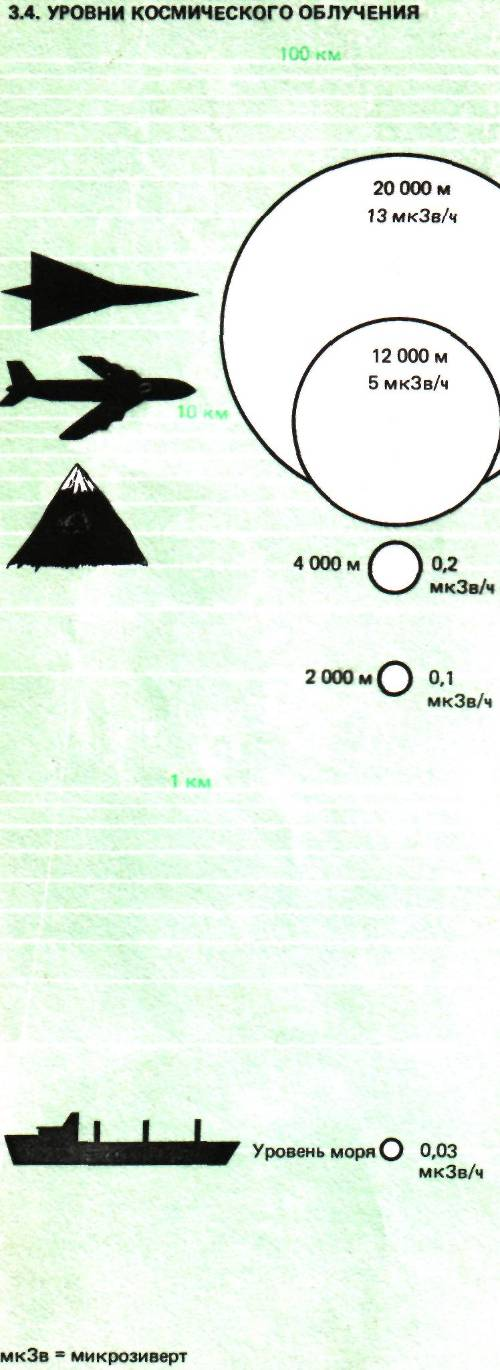 3.4. УРОВНИ КОСМИЧЕСКОГО ОБЛУЧЕНИЯ
100 км
20 000 м
13 мкЗв/ч
12 000 м
5 мкЗв/ч
10 км
4 000 м 0,2
мкЗв/ч
2 000 м 0,1
мкЗв/ч
1 км
Уровень моря 0,03
мкЗв/ч
мкЗв = микрозиверт